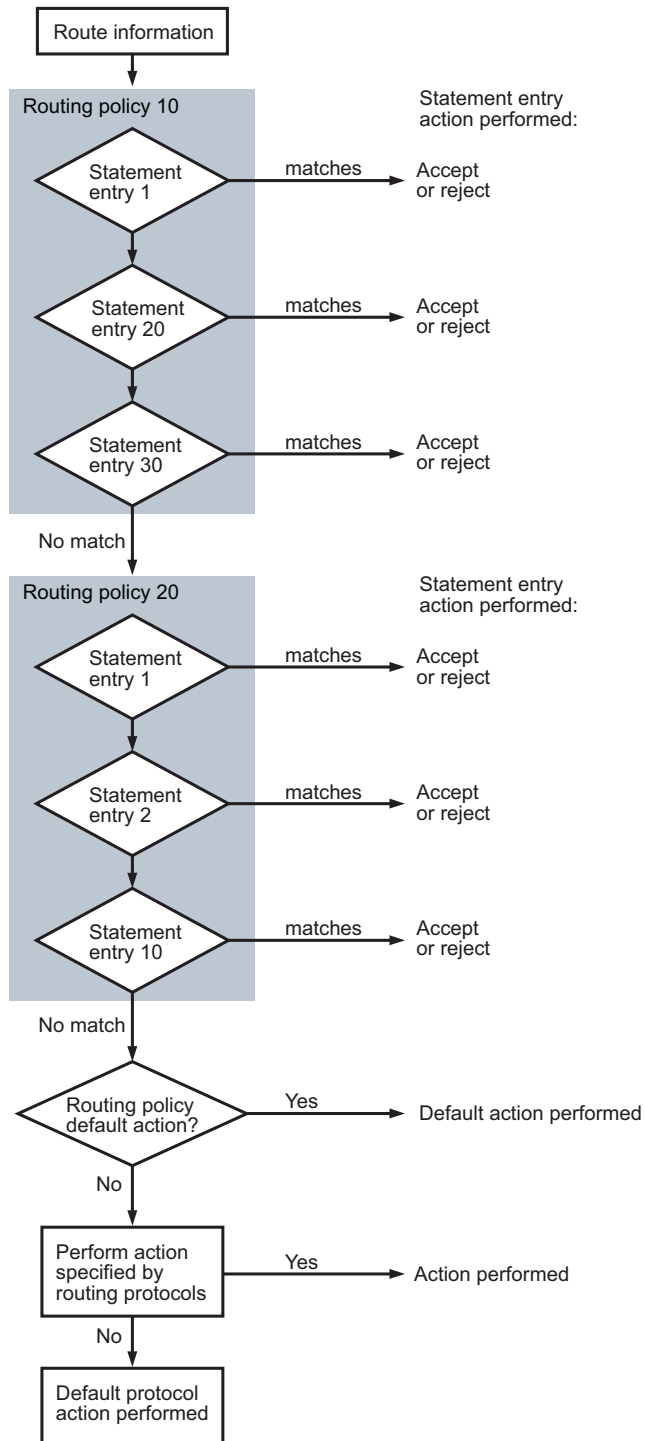 Route information
Routing policy 10
Statement entry
action performed:
Statement
entry 1
matches
Accept
or reject
Statement
entry 20
matches
Accept
or reject
Statement
entry 30
matches
Accept
or reject
No match
Routing policy 20
Statement entry
action performed:
Statement
entry 1
matches
Accept
or reject
Statement
entry 2
matches
Accept
or reject
Statement
entry 10
matches
Accept
or reject
No match
Routing policy
default action?
Yes
Default action performed
No
Perform action
specified by
routing protocols
Yes
Action performed
No
Default protocol
action performed